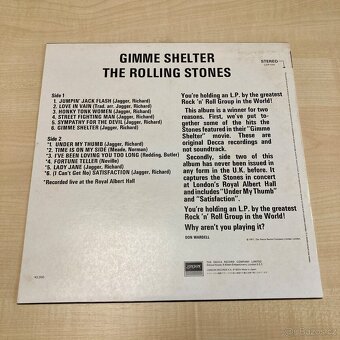 GIMME SHELTER
THE ROLLING STONES
STEREO
Side 1
1. JUMPIN' JACK FLASH (Jagger, Richard)
2. LOVE IN VAIN (Trad. arr. Jagger, Richard)
3. HONKY TONK WOMEN (Jagger, Richard)
4. STREET FIGHTING MAN (Jagger, Richard)
5. SYMPATHY FOR THE DEVIL (Jagger, Richard)
6. GIMME SHELTER (Jagger, Richard)
Side 2
*1. UNDER MY THUMB (Jagger, Richard)
*2. TIME IS ON MY SIDE (Meade, Norman)
*3. I'VE BEEN LOVING YOU TOO LONG (Redding, Butler)
*4. FORTUNE TELLER (Neville)
*5. LADY JANE (Jagger, Richard)
*6. (I Can't Get No) SATISFACTION (Jagger, Richard)
*Recorded live at the Royal Albert Hall
You're holding an L.P. by the greatest
Rock 'n' Roll Group in the World!
This album is a winner for two
reasons. First, we've put to-
gether some of the hits the
Stones featured in their "Gimme
Shelter" movie. These are
original Decca recordings and
not soundtrack.
Secondly, side two of this
album has never been issued in
any form in the U.K. before. It
captures the Stones in concert
at London's Royal Albert Hall
and includes "Under My Thumb"
and "Satisfaction".
You're holding an L.P. by the greatest
Rock 'n' Roll Group in the World!
Why aren't you playing it?
DON WARDELL
THE DECCA RECORD COMPANY LIMITED